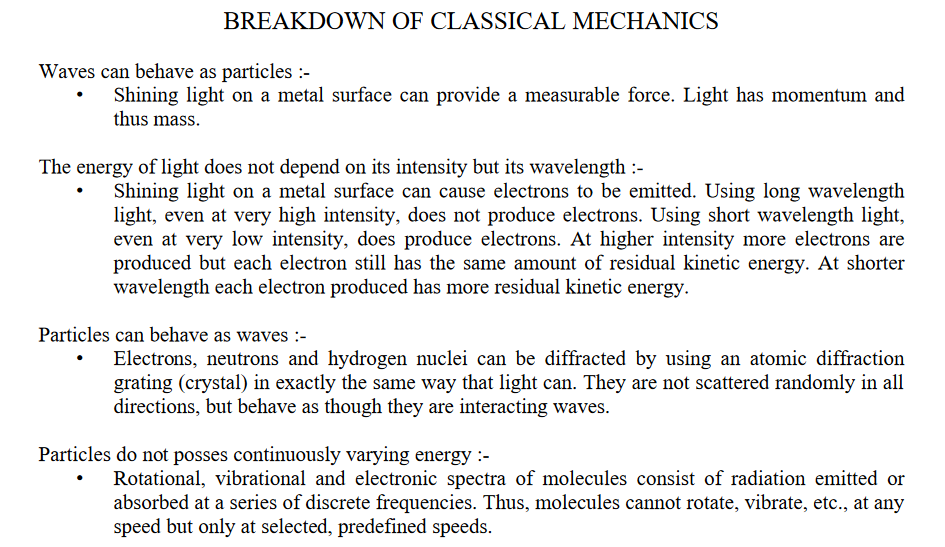 BREAKDOWN OF CLASSICAL MECHANICS
Waves can behave as particles :-
• Shining light on a metal surface can provide a measurable force. Light has momentum and
thus mass.
The energy of light does not depend on its intensity but its wavelength :-
• Shining light on a metal surface can cause electrons to be emitted. Using long wavelength
light, even at very high intensity, does not produce electrons. Using short wavelength light,
even at very low intensity, does produce electrons. At higher intensity more electrons are
produced but each electron still has the same amount of residual kinetic energy. At shorter
wavelength each electron produced has more residual kinetic energy.
Particles can behave as waves :-
• Electrons, neutrons and hydrogen nuclei can be diffracted by using an atomic diffraction
grating (crystal) in exactly the same way that light can. They are not scattered randomly in all
directions, but behave as though they are interacting waves.
Particles do not posses continuously varying energy :-
• Rotational, vibrational and electronic spectra of molecules consist of radiation emitted or
absorbed at a series of discrete frequencies. Thus, molecules cannot rotate, vibrate, etc., at any
speed but only at selected, predefined speeds.